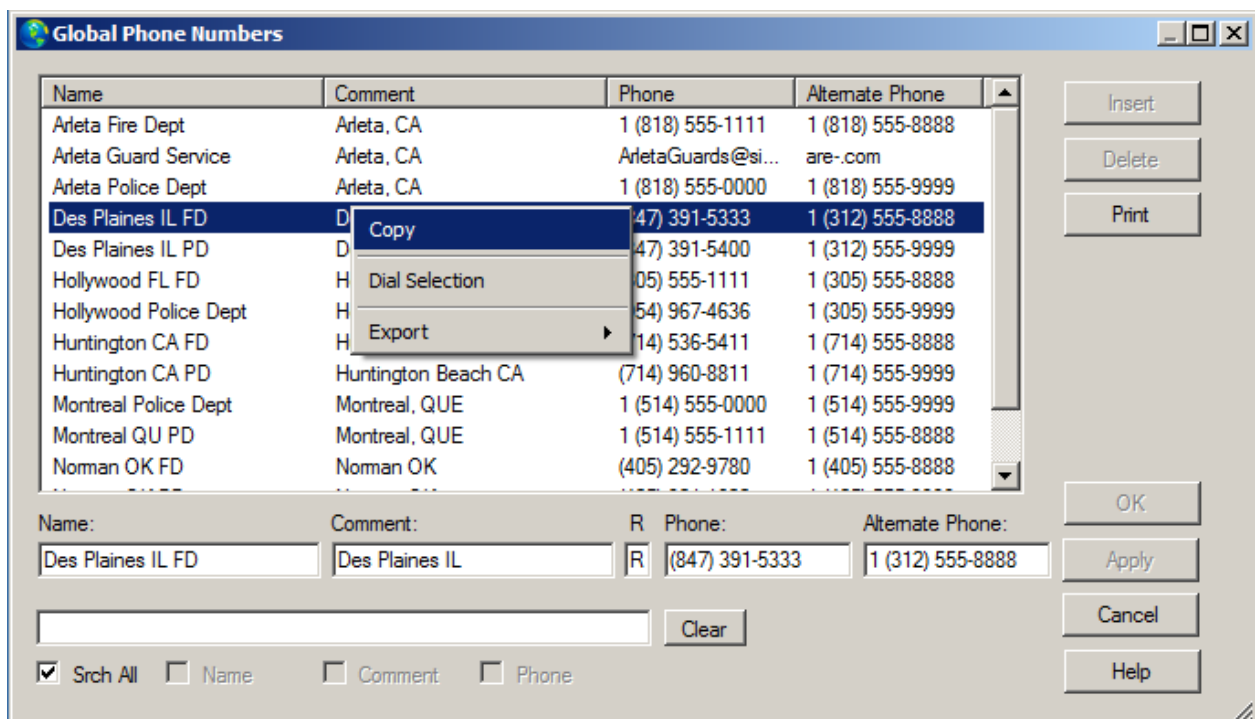 Global Phone Numbers
Name Comment Phone Alternate Phone
Arleta Fire Dept Arleta, CA 1 (818) 555-1111 1 (818) 555-8888
Arleta Guard Service Arleta, CA ArletaGuards@si... are-.com
Arleta Police Dept Arleta, CA 1 (818) 555-0000 1 (818) 555-9999
Des Plaines IL FD D 47) 391-5333 1 (312) 555-8888
Des Plaines IL PD D 47) 391-5400 1 (312) 555-9999
Hollywood FL FD H 05) 555-1111 1 (305) 555-8888
Hollywood Police Dept H 54) 967-4636 1 (305) 555-9999
Huntington CA FD H 14) 536-5411 1 (714) 555-8888
Huntington CA PD Huntington Beach CA (714) 960-8811 1 (714) 555-9999
Montreal Police Dept Montreal, QUE 1 (514) 555-0000 1 (514) 555-9999
Montreal QU PD Montreal, QUE 1 (514) 555-1111 1 (514) 555-8888
Norman OK FD Norman OK (405) 292-9780 1 (405) 555-8888
Copy
Dial Selection
Export
Insert
Delete
Print
Name: Comment: R Phone: Alternate Phone:
Des Plaines IL FD Des Plaines IL R (847) 391-5333 1 (312) 555-8888
Clear
Srch All Name Comment Phone
OK
Apply
Cancel
Help